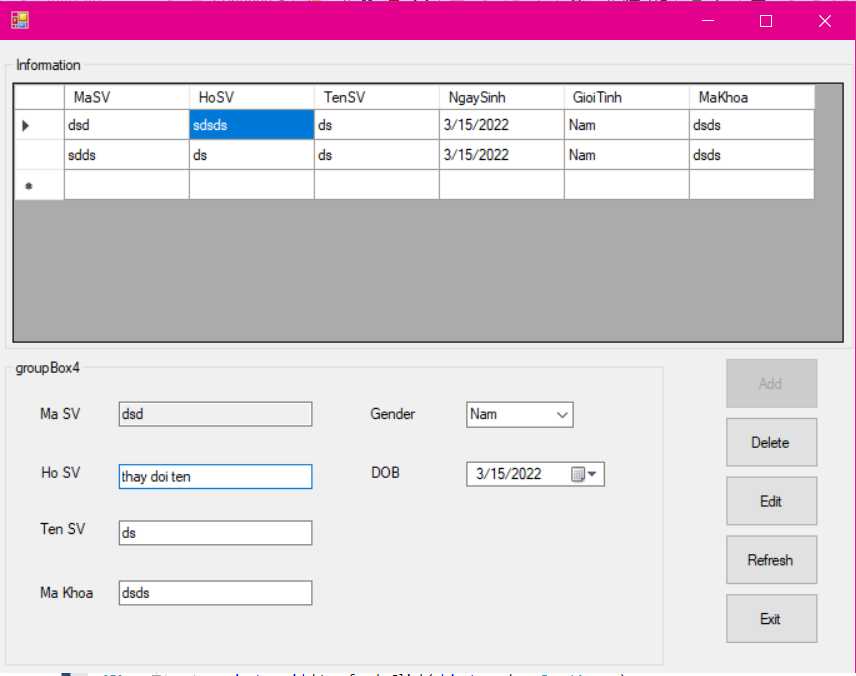 Information
MaSV HoSV TenSV NgaySinh GioiTinh MaKhoa
dsd sdsds ds 3/15/2022 Nam dsds
sdds ds ds 3/15/2022 Nam dsds
groupBox4
Add
Ma SV dsd Gender Nam
Delete
Ho SV thay doi ten DOB 3/15/2022
Edit
Ten SV ds
Refresh
Ma Khoa dsds
Exit